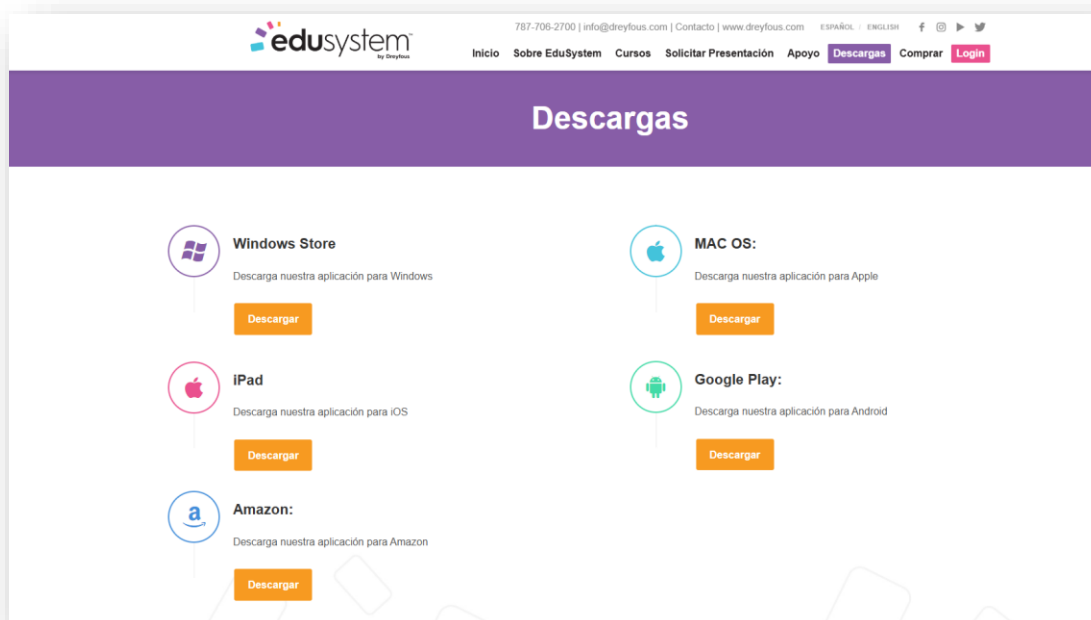 787-706-2700 | info@dreyfous.com | Contacto | www.dreyfous.com ESPAÑOL / ENGLISH
edusystem™
by Dreyfous
Inicio Sobre EduSystem Cursos Solicitar Presentación Apoyo Descargas Comprar Login
Descargas
Windows Store
Descarga nuestra aplicación para Windows
Descargar
MAC OS:
Descarga nuestra aplicación para Apple
Descargar
iPad
Descarga nuestra aplicación para iOS
Descargar
Google Play:
Descarga nuestra aplicación para Android
Descargar
Amazon:
Descarga nuestra aplicación para Amazon
Descargar